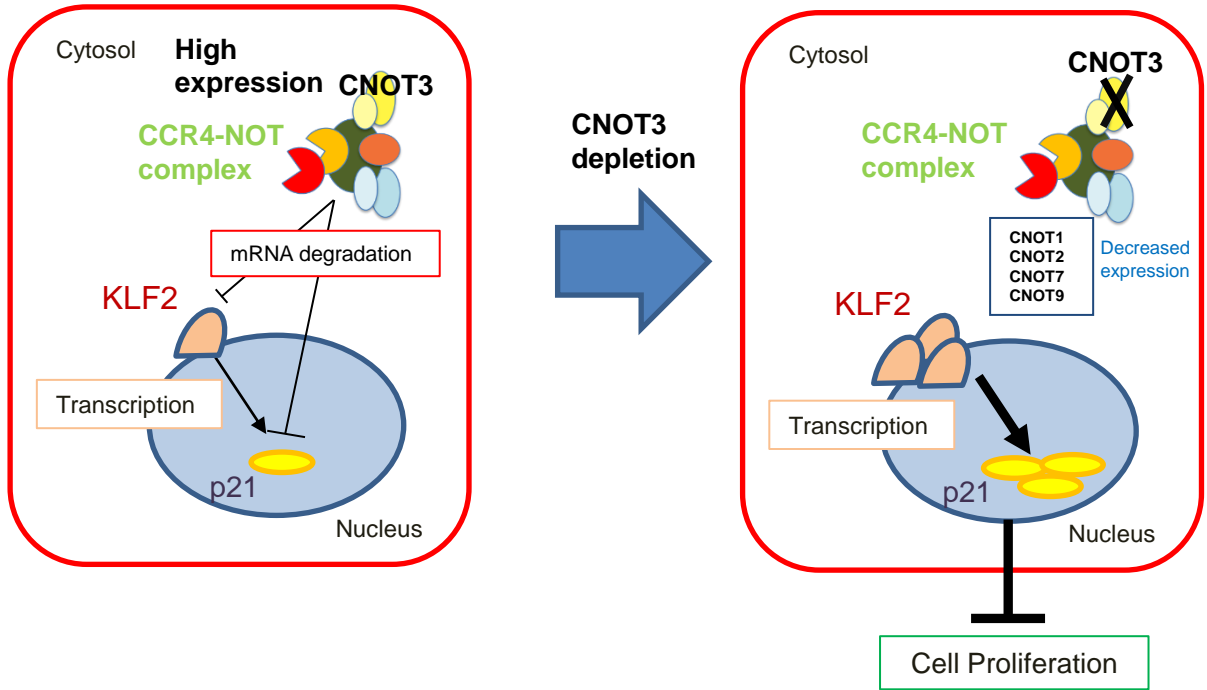 Cytosol
High
expression
CNOT3
CCR4-NOT
complex
mRNA degradation
KLF2
Transcription
p21
Nucleus
CNOT3
depletion
Cytosol
CNOT3
CCR4-NOT
complex
CNOT1
CNOT2
CNOT7
CNOT9
Decreased
expression
KLF2
Transcription
p21
Nucleus
Cell Proliferation